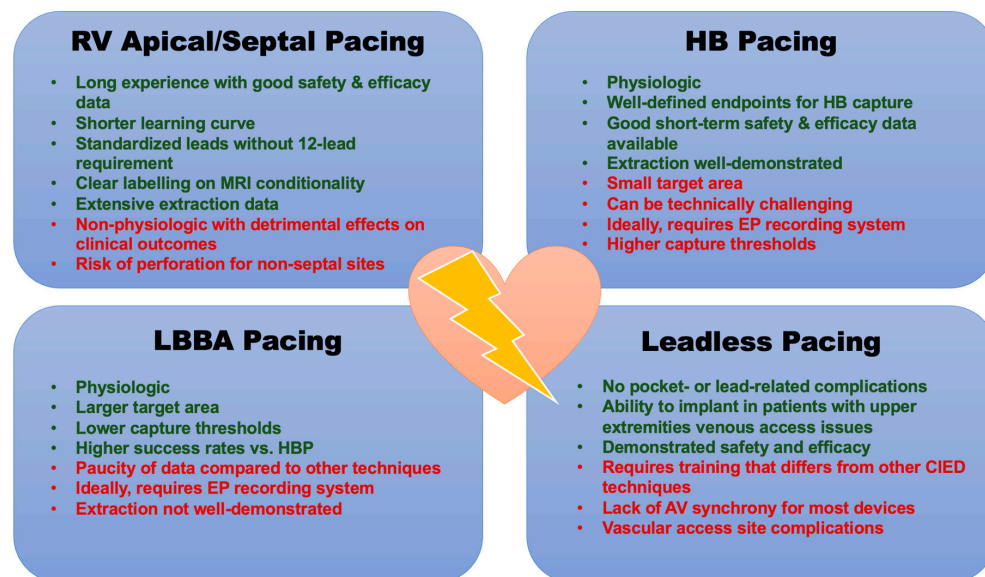 RV Apical/Septal Pacing
• Long experience with good safety & efficacy
data
• Shorter learning curve
• Standardized leads without 12-lead
requirement
• Clear labelling on MRI conditionality
• Extensive extraction data
• Non-physiologic with detrimental effects on
clinical outcomes
• Risk of perforation for non-septal sites
HB Pacing
• Physiologic
• Well-defined endpoints for HB capture
• Good short-term safety & efficacy data
available
• Extraction well-demonstrated
• Small target area
• Can be technically challenging
• Ideally, requires EP recording system
• Higher capture thresholds
LBBA Pacing
• Physiologic
• Larger target area
• Lower capture thresholds
• Higher success rates vs. HBP
• Paucity of data compared to other techniques
• Ideally, requires EP recording system
• Extraction not well-demonstrated
Leadless Pacing
• No pocket- or lead-related complications
• Ability to implant in patients with upper
extremities venous access issues
• Demonstrated safety and efficacy
• Requires training that differs from other CIED
techniques
• Lack of AV synchrony for most devices
• Vascular access site complications